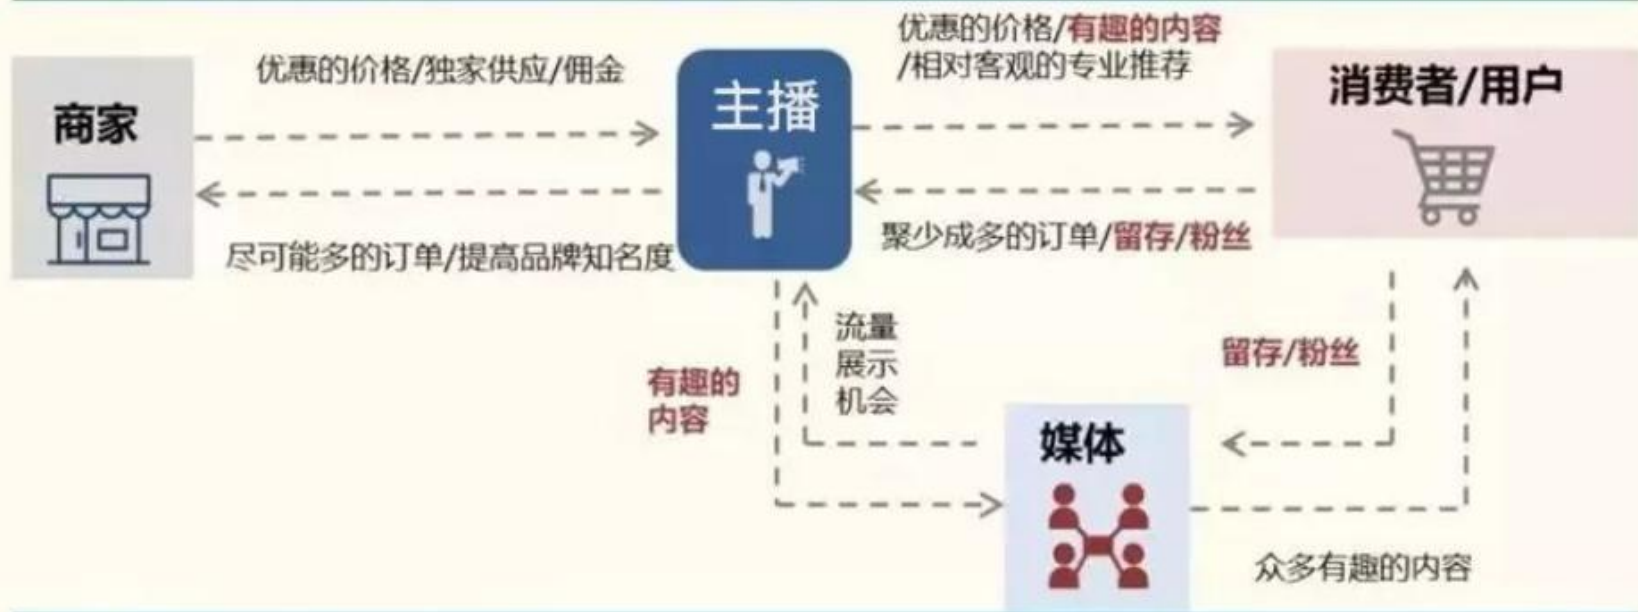 优惠的价格/有趣的内容
/相对客观的专业推荐
优惠的价格/独家供应/佣金
商家
主播
消费者/用户
尽可能多的订单/提高品牌知名度
聚少成多的订单/留存/粉丝
有趣的
内容
流量
展示
机会
留存/粉丝
媒体
众多有趣的内容